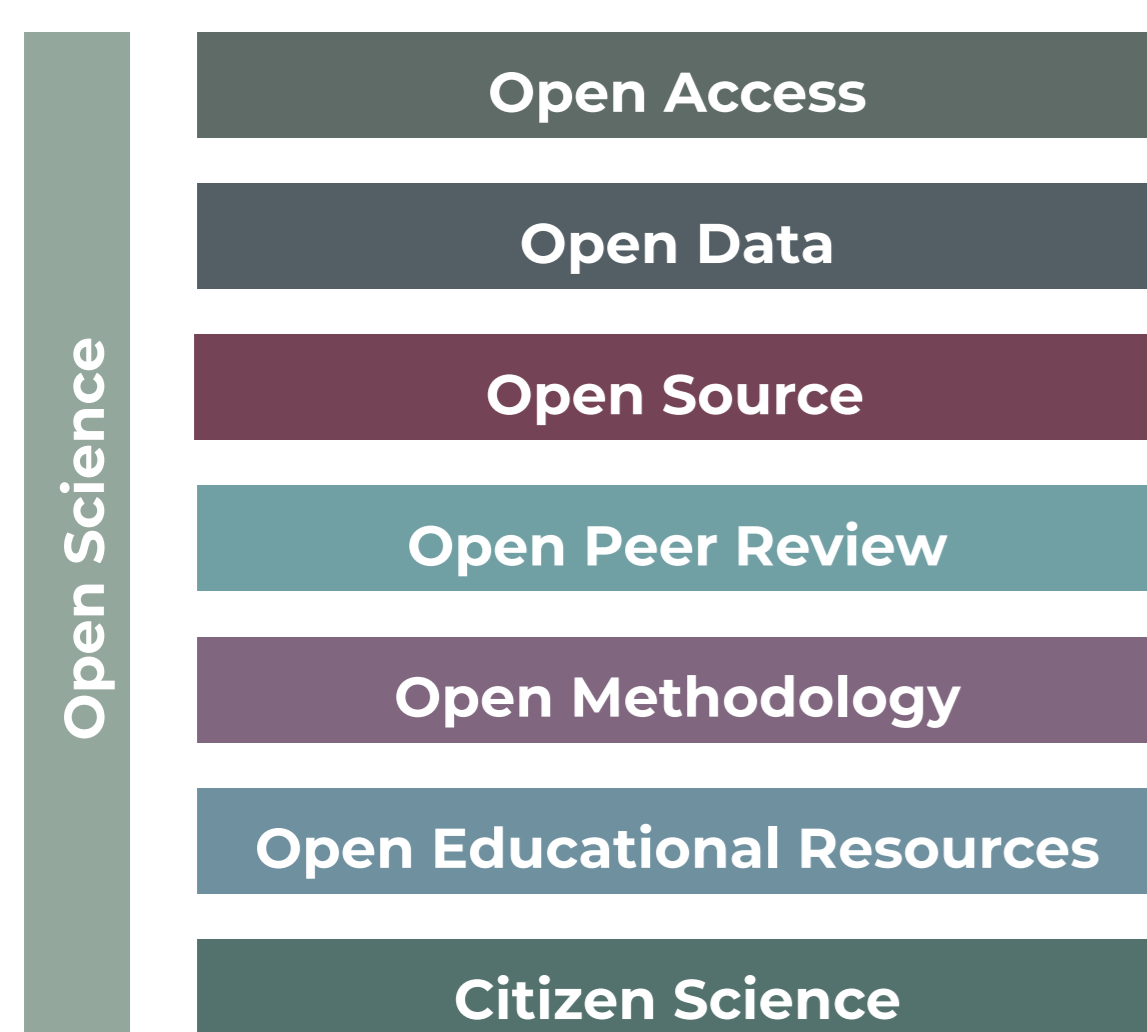 Open Science
Open Access
Open Data
Open Source
Open Peer Review
Open Methodology
Open Educational Resources
Citizen Science